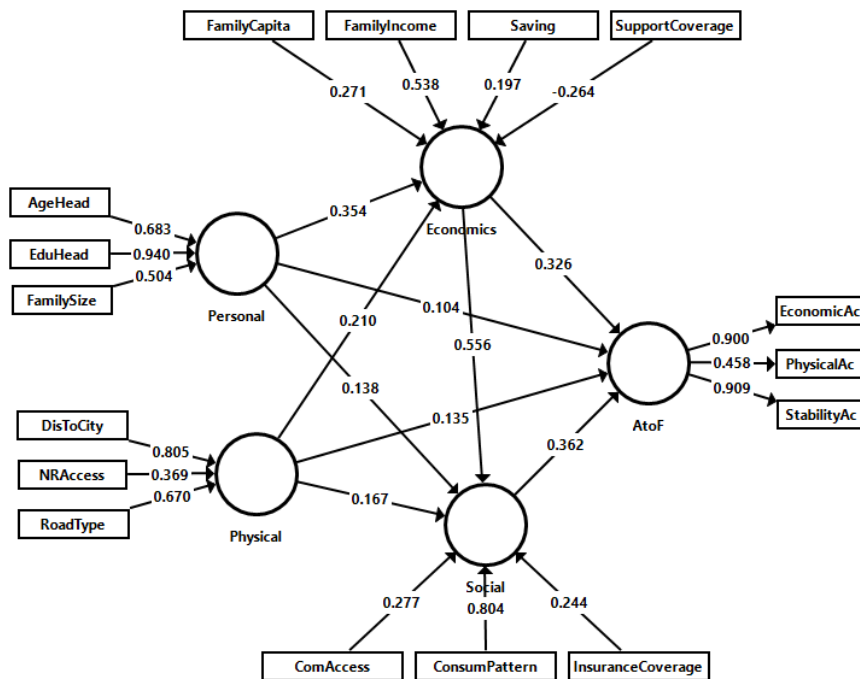 FamilyCapita FamilyIncome Saving SupportCoverage
0.271 0.538 0.197 -0.264
AgeHead
EduHead
FamilySize
0.683
0.940
0.504
Personal
0.354
Economics
0.326
0.210
0.104
0.556
0.138
EconomicAc
PhysicalAc
StabilityAc
0.900
0.458
0.909
AtoF
DisToCity
NRAccess
RoadType
0.805
0.369
0.670
Physical
0.135
0.167
0.362
Social
0.277 0.804 0.244
ComAccess ConsumPattern InsuranceCoverage